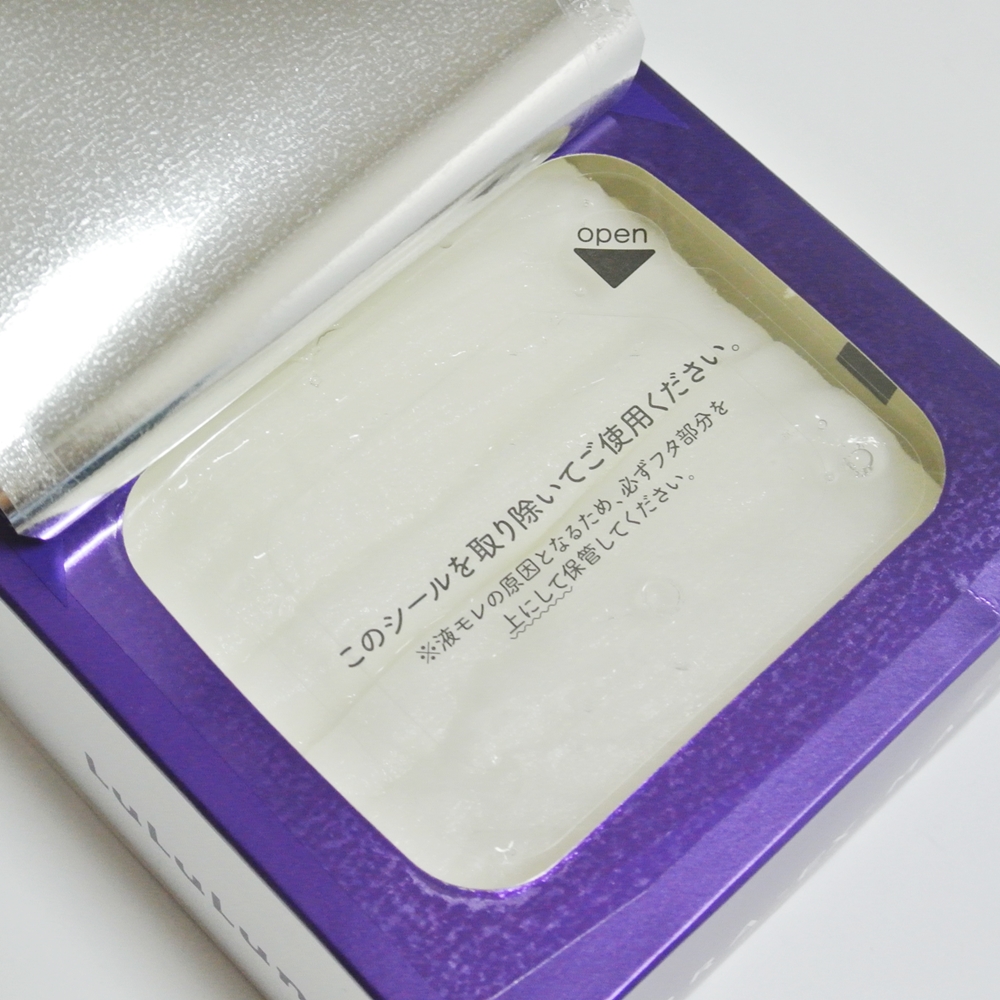 open
このシールを取り除いてご使用ください。
※液モレの原因となるため、必ずフタ部分を
上にして保管してください。
LuLuLun